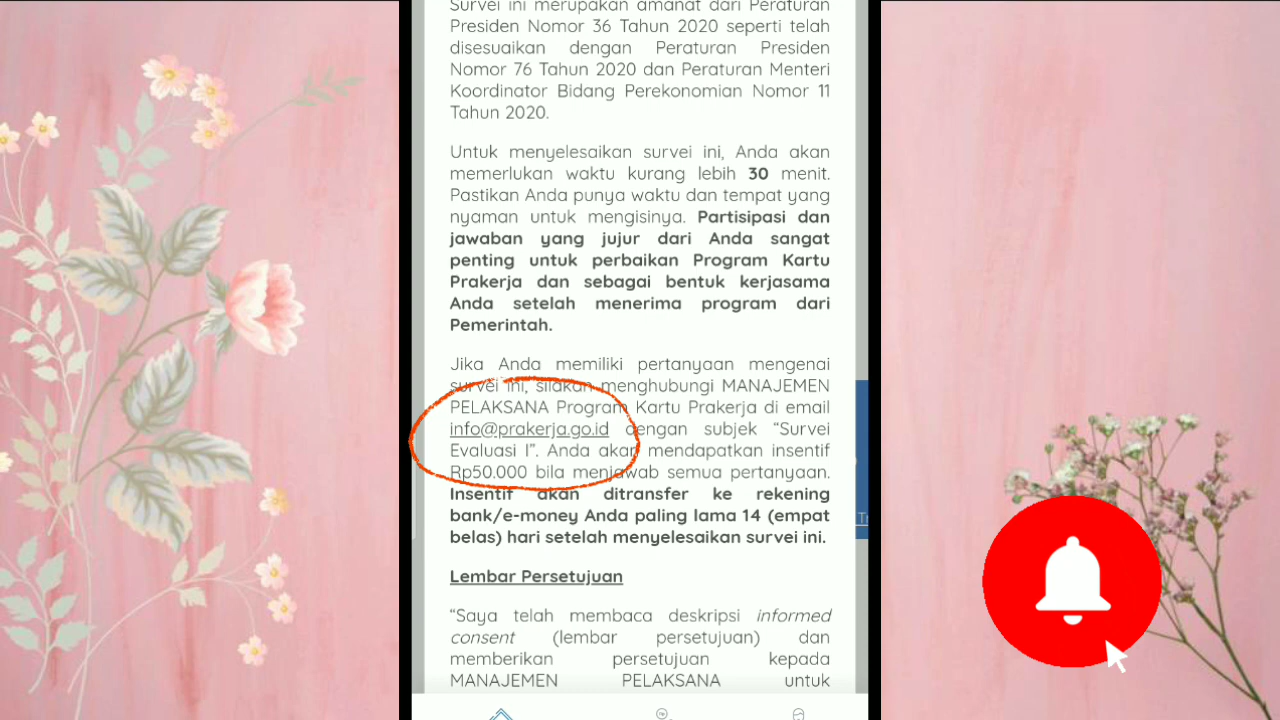 Survei ini merupakan amanat dari Peraturan
Presiden Nomor 36 Tahun 2020 seperti telah
disesuaikan dengan Peraturan Presiden
Nomor 76 Tahun 2020 dan Peraturan Menteri
Koordinator Bidang Perekonomian Nomor 11
Tahun 2020.
Untuk menyelesaikan survei ini, Anda akan
memerlukan waktu kurang lebih 30 menit.
Pastikan Anda punya waktu dan tempat yang
nyaman untuk mengisinya. Partisipasi dan
jawaban yang jujur dari Anda sangat
penting untuk perbaikan Program Kartu
Prakerja dan sebagai bentuk kerjasama
Anda setelah menerima program dari
Pemerintah.
Jika Anda memiliki pertanyaan mengenai
survei ini, silakan menghubungi MANAJEMEN
PELAKSANA Program Kartu Prakerja di email
info@prakerja.go.id dengan subjek “Survei
Evaluasi I”. Anda akan mendapatkan insentif
Rp50.000 bila menjawab semua pertanyaan.
Insentif akan ditransfer ke rekening
bank/e-money Anda paling lama 14 (empat
belas) hari setelah menyelesaikan survei ini.
Lembar Persetujuan
“Saya telah membaca deskripsi informed
consent (lembar persetujuan) dan
memberikan persetujuan kepada
MANAJEMEN PELAKSANA untuk